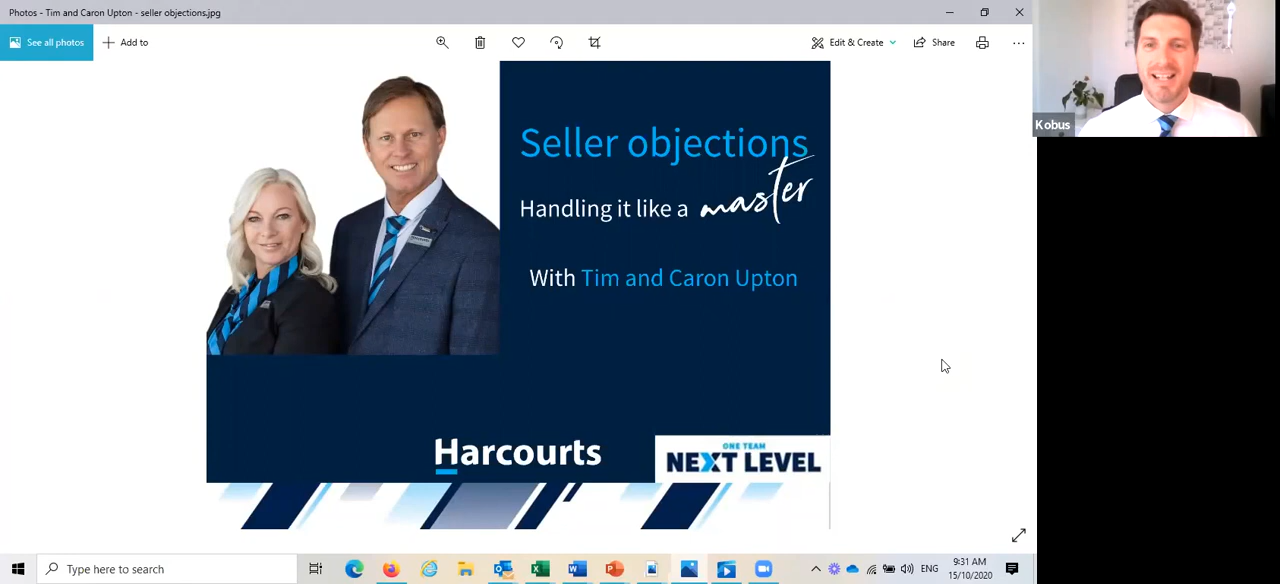 Photos - Tim and Caron Upton - seller objections.jpg
See all photos
Add to
Edit & Create
Share
Kobus
Seller objections
Handling it like a master
With Tim and Caron Upton
Harcourts
ONE TEAM
NEXT LEVEL
Type here to search
ENG
9:31 AM
15/10/2020